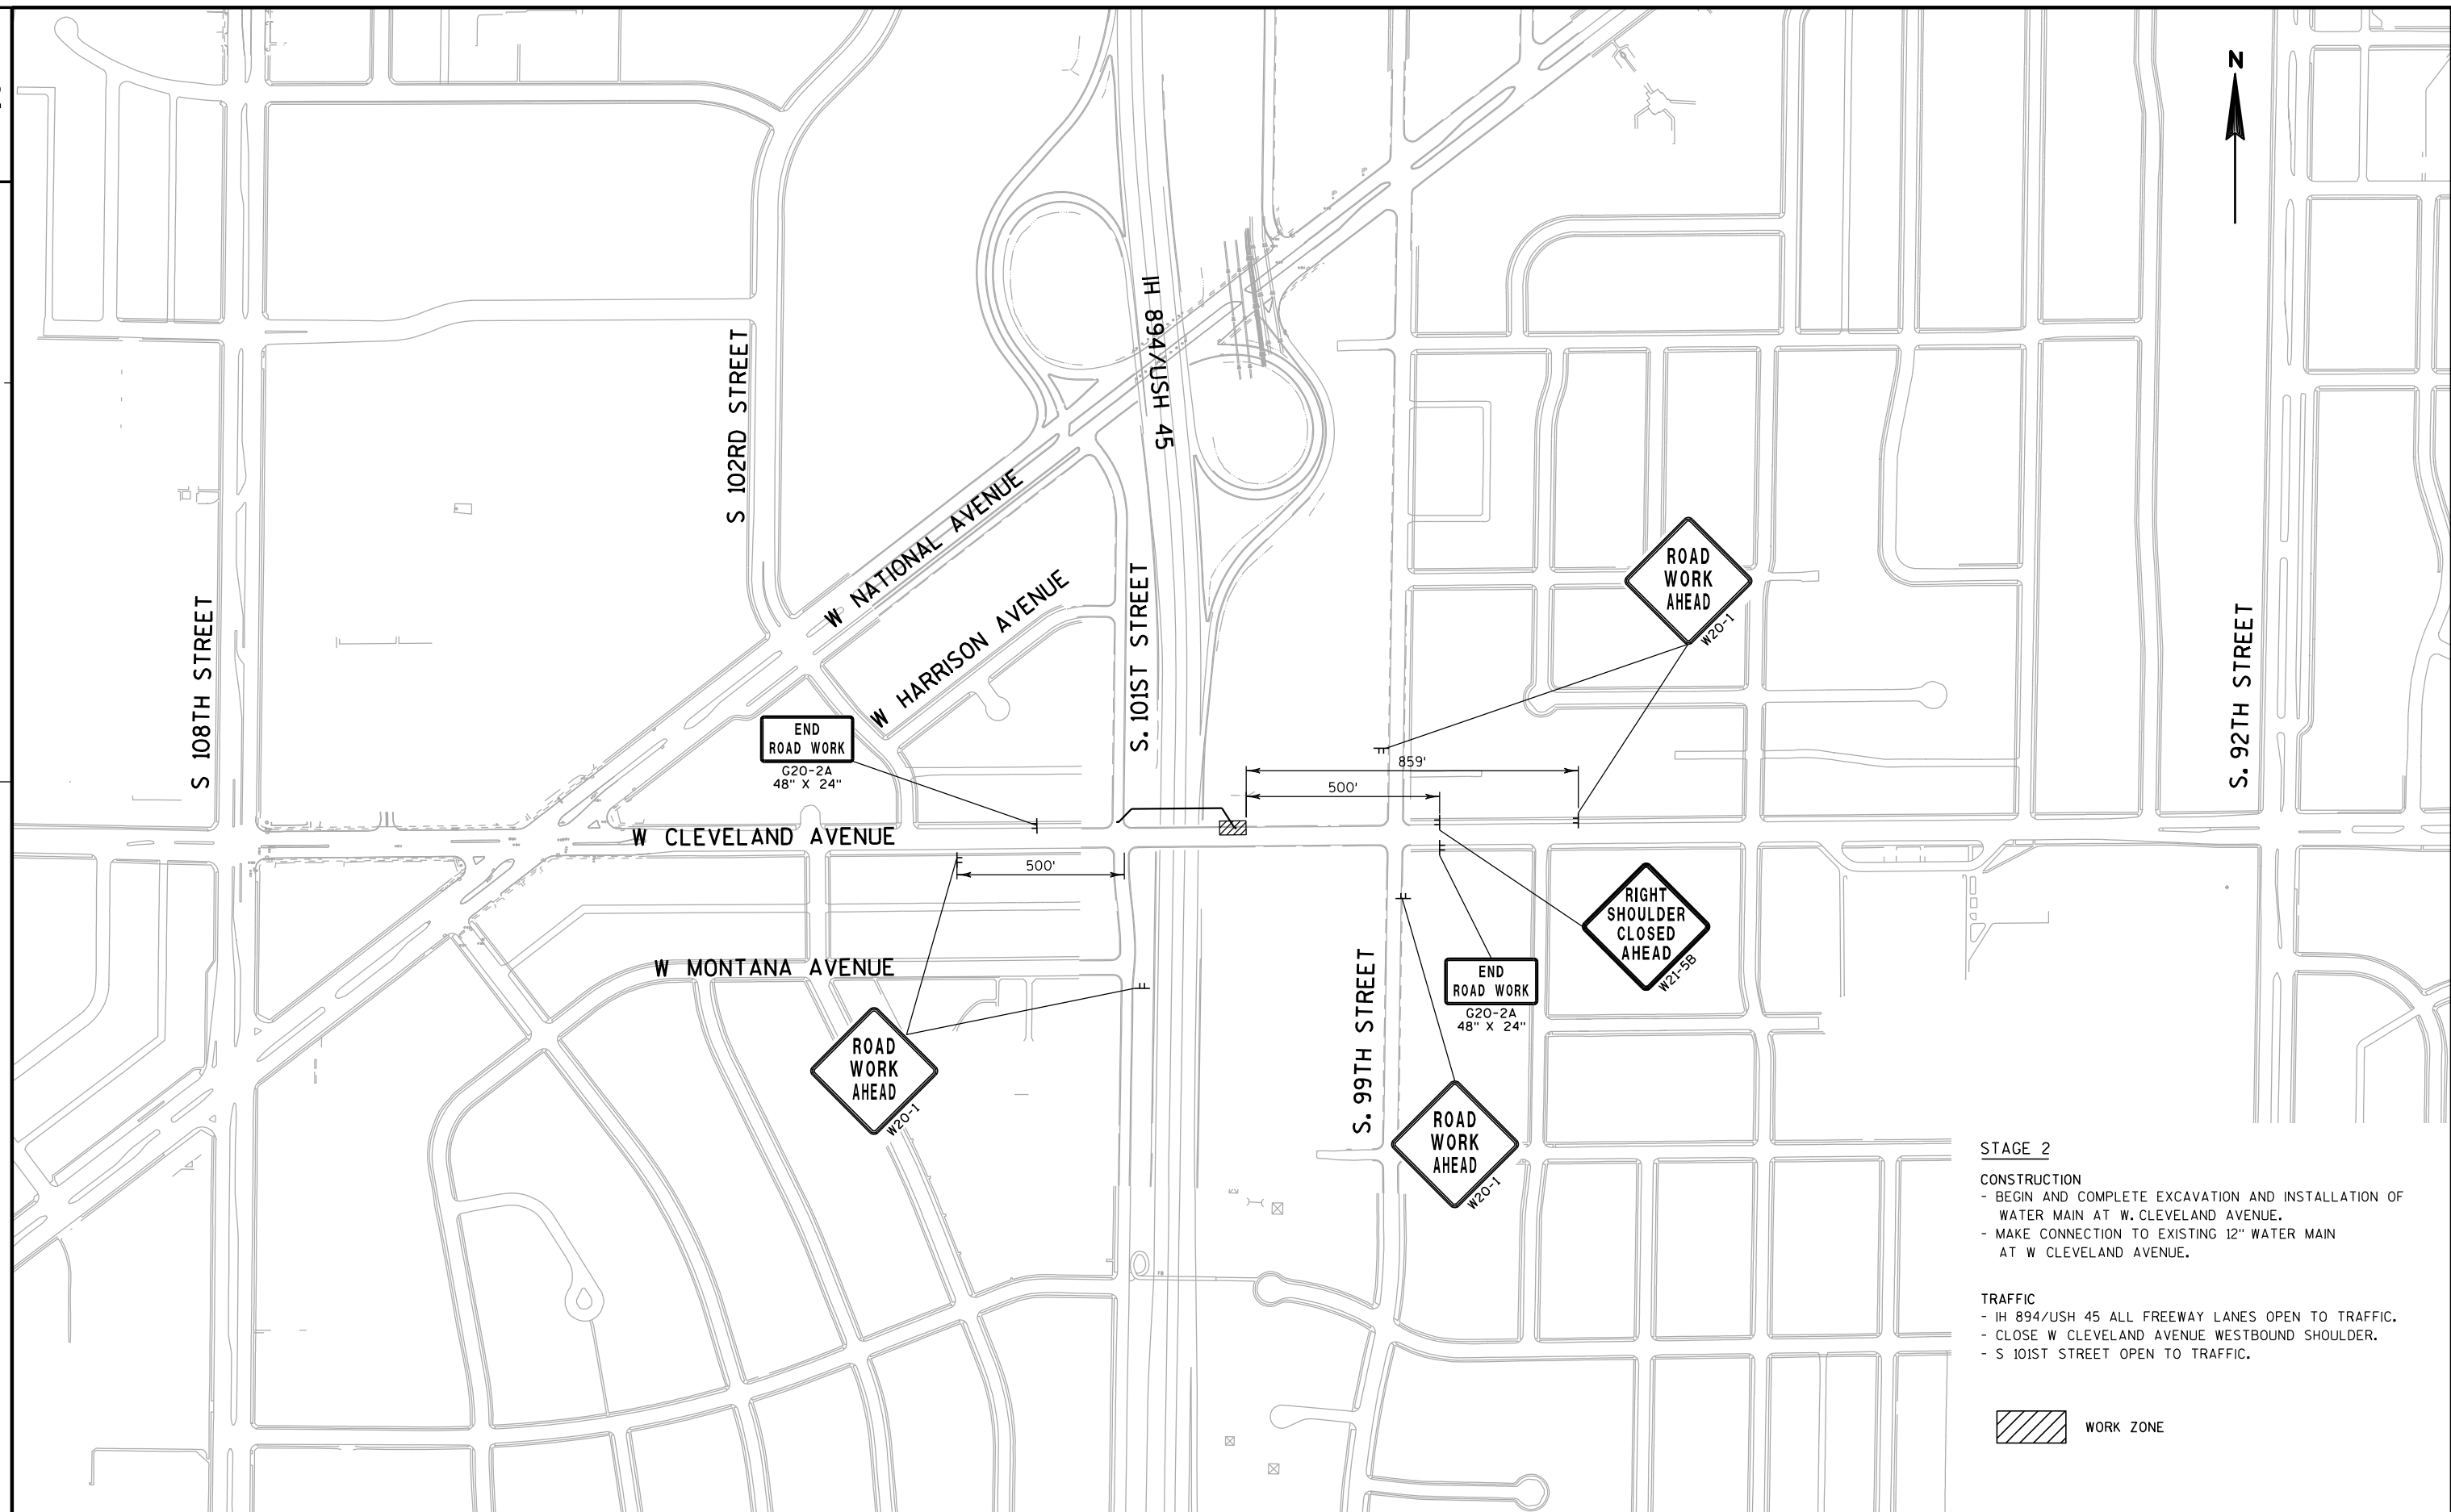 N
IH 894/USH 45
S 102RD STREET
W NATIONAL AVENUE
W HARRISON AVENUE
S. 101ST STREET
S 108TH STREET
S. 92TH STREET
ROAD
WORK
AHEAD
W20-1
END
ROAD WORK
G20-2A
48" X 24"
859'
500'
W CLEVELAND AVENUE
500'
RIGHT
SHOULDER
CLOSED
AHEAD
W21-5B
W MONTANA AVENUE
S. 99TH STREET
END
ROAD WORK
G20-2A
48" X 24"
ROAD
WORK
AHEAD
W20-1
ROAD
WORK
AHEAD
W20-1
STAGE 2
CONSTRUCTION
- BEGIN AND COMPLETE EXCAVATION AND INSTALLATION OF
WATER MAIN AT W. CLEVELAND AVENUE.
- MAKE CONNECTION TO EXISTING 12" WATER MAIN
AT W CLEVELAND AVENUE.
TRAFFIC
- IH 894/USH 45 ALL FREEWAY LANES OPEN TO TRAFFIC.
- CLOSE W CLEVELAND AVENUE WESTBOUND SHOULDER.
- S 101ST STREET OPEN TO TRAFFIC.
WORK ZONE